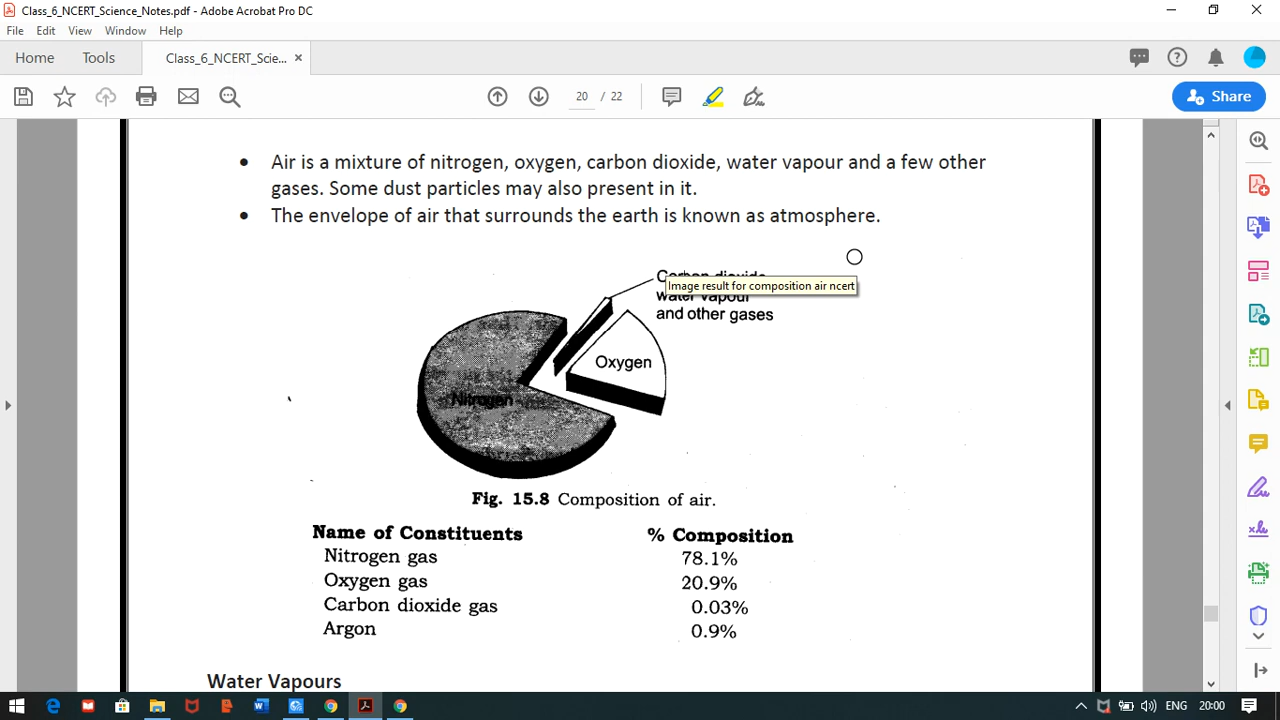 Class_6_NCERT_Science_Notes.pdf - Adobe Acrobat Pro DC
File Edit View Window Help
Home Tools Class_6_NCERT_Scie... ×
20 / 22
Share
• Air is a mixture of nitrogen, oxygen, carbon dioxide, water vapour and a few other
gases. Some dust particles may also present in it.
• The envelope of air that surrounds the earth is known as atmosphere.
Carbon dioxide
Image result for composition air ncert
water vapour
and other gases
Oxygen
Nitrogen
Fig. 15.8 Composition of air.
Name of Constituents % Composition
Nitrogen gas 78.1%
Oxygen gas 20.9%
Carbon dioxide gas 0.03%
Argon 0.9%
Water Vapours
ENG 20:00